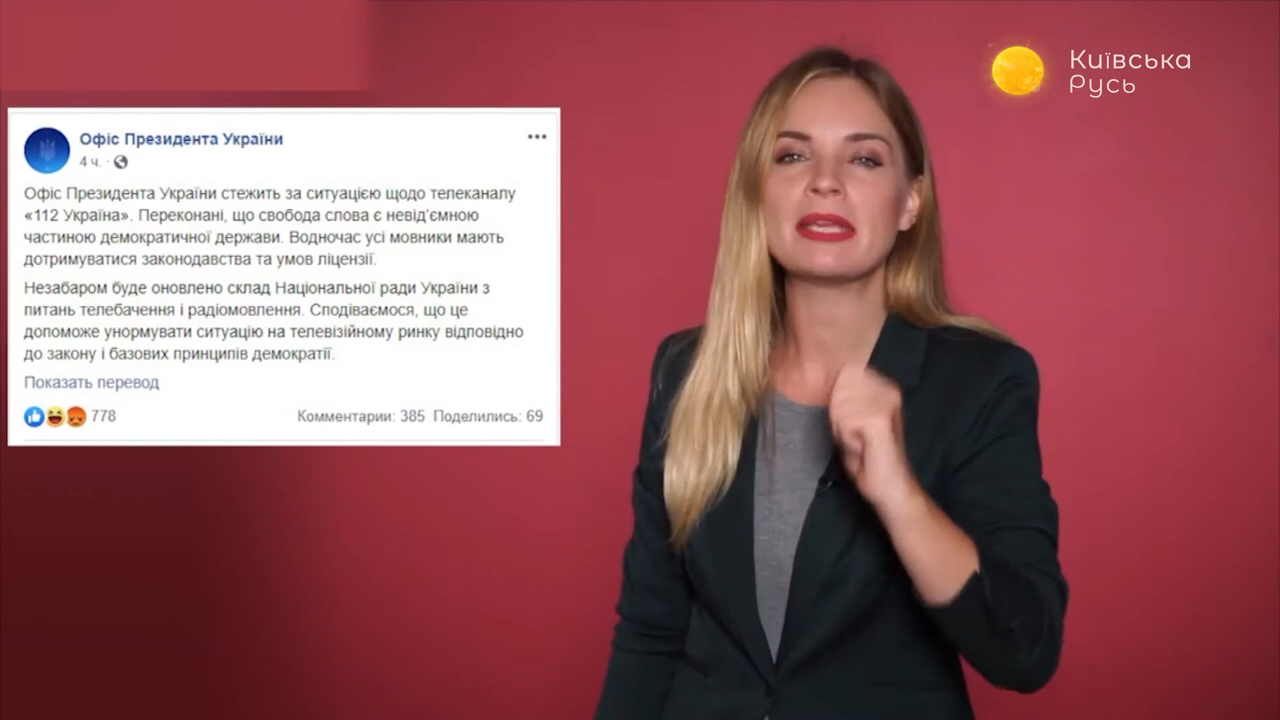 Київська
Русь
Офіс Президента України
4 ч.
Офіс Президента України стежить за ситуацією щодо телеканалу
«112 Україна». Переконані, що свобода слова є невід’ємною
частиною демократичної держави. Водночас усі мовники мають
дотримуватися законодавства та умов ліцензії.
Незабаром буде оновлено склад Національної ради України з
питань телебачення і радіомовлення. Сподіваємося, що це
допоможе унормувати ситуацію на телевізійному ринку відповідно
до закону і базових принципів демократії.
Показать перевод
778 Комментарии: 385 Поделились: 69